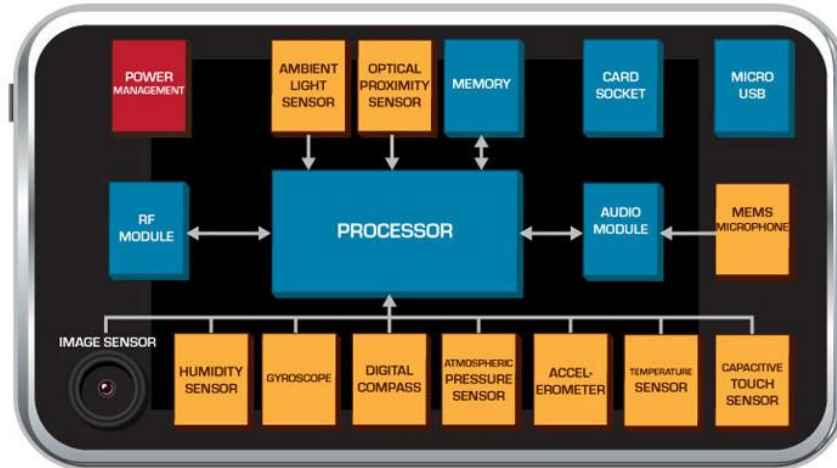 POWER
MANAGEMENT
AMBIENT
LIGHT
SENSOR
OPTICAL
PROXIMITY
SENSOR
MEMORY
CARD
SOCKET
MICRO
USB
RF
MODULE
PROCESSOR
AUDIO
MODULE
MEMS
MICROPHONE
IMAGE SENSOR
HUMIDITY
SENSOR
GYROSCOPE
DIGITAL
COMPASS
ATMOSPHERIC
PRESSURE
SENSOR
ACCEL-
EROMETER
TEMPERATURE
SENSOR
CAPACITIVE
TOUCH
SENSOR